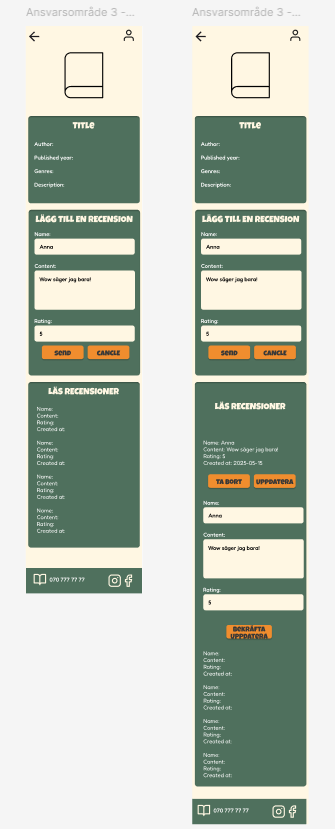 Ansvarsområde 3 -...
TITLE
Author:
Published year:
Genres:
Description:
LÄGG TILL EN RECENSION
Name:
Anna
Content:
Wow säger jag bara!
Rating:
5
SEND
CANCLE
LÄS RECENSIONER
Name:
Content:
Rating:
Created at:
Name:
Content:
Rating:
Created at:
Name:
Content:
Rating:
Created at:
Name:
Content:
Rating:
Created at:
070 777 77 77
Ansvarsområde 3 -...
TITLE
Author:
Published year:
Genres:
Description:
LÄGG TILL EN RECENSION
Name:
Anna
Content:
Wow säger jag bara!
Rating:
5
SEND
CANCLE
LÄS RECENSIONER
Name: Anna
Content: Wow säger jag bara!
Rating: 5
Created at: 2025-05-15
TA BORT
UPPDATERA
Name:
Anna
Content:
Wow säger jag bara!
Rating:
5
BEKRÄFTA
UPPDATERA
Name:
Content:
Rating:
Created at:
Name:
Content:
Rating:
Created at:
Name:
Content:
Rating:
Created at:
Name:
Content:
Rating:
Created at:
070 777 77 77